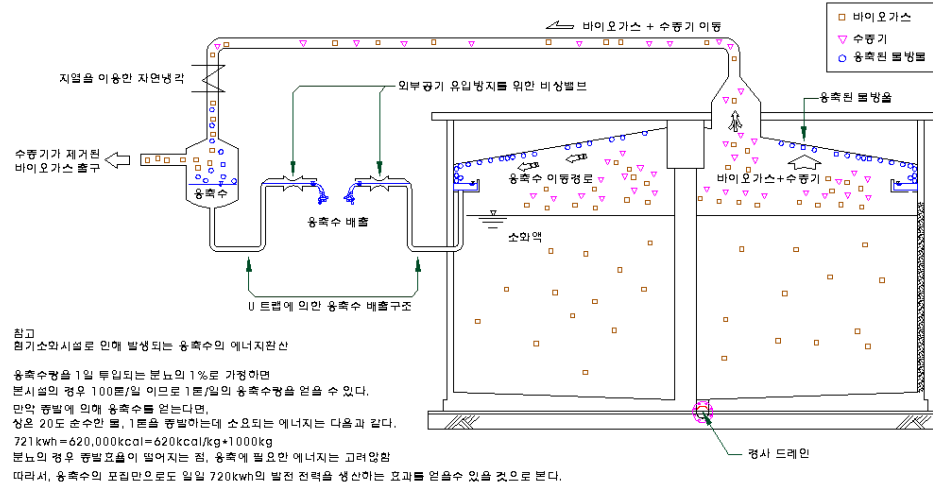 바이오가스 + 수증기 이동
바이오가스
수증기
응축된 물방물
지열을 이용한 자연냉각
외부공기 유입방지를 위한 비상밸브
응축된 물방울
수증기가 제거된
바이오가스 출구
응축수
응축수 이동경로
바이오가스+수증기
응축수 배출
소화액
U 트랩에 의한 응축수 배출구조
참고
혐기소화시설로 인해 발생되는 응축수의 에너지환산
응축수량을 1일 투입되는 분뇨의 1%로 가정하면
본시설의 경우 100톤/일 이므로 1톤/일의 응축수량을 얻을 수 있다.
만약 증발에 의해 응축수를 얻는다면,
상온 20도 순수한 물, 1톤을 증발하는데 소요되는 에너지는 다음과 같다.
721kwh=620,000kcal=620kcal/kg*1000kg
분뇨의 경우 증발효율이 떨어지는 점, 응축에 필요한 에너지는 고려않함
따라서, 응축수의 포집만으로도 일일 720kwh의 발전 전력을 생산하는 효과를 얻을수 있을 것으로 본다.
경사 드레인